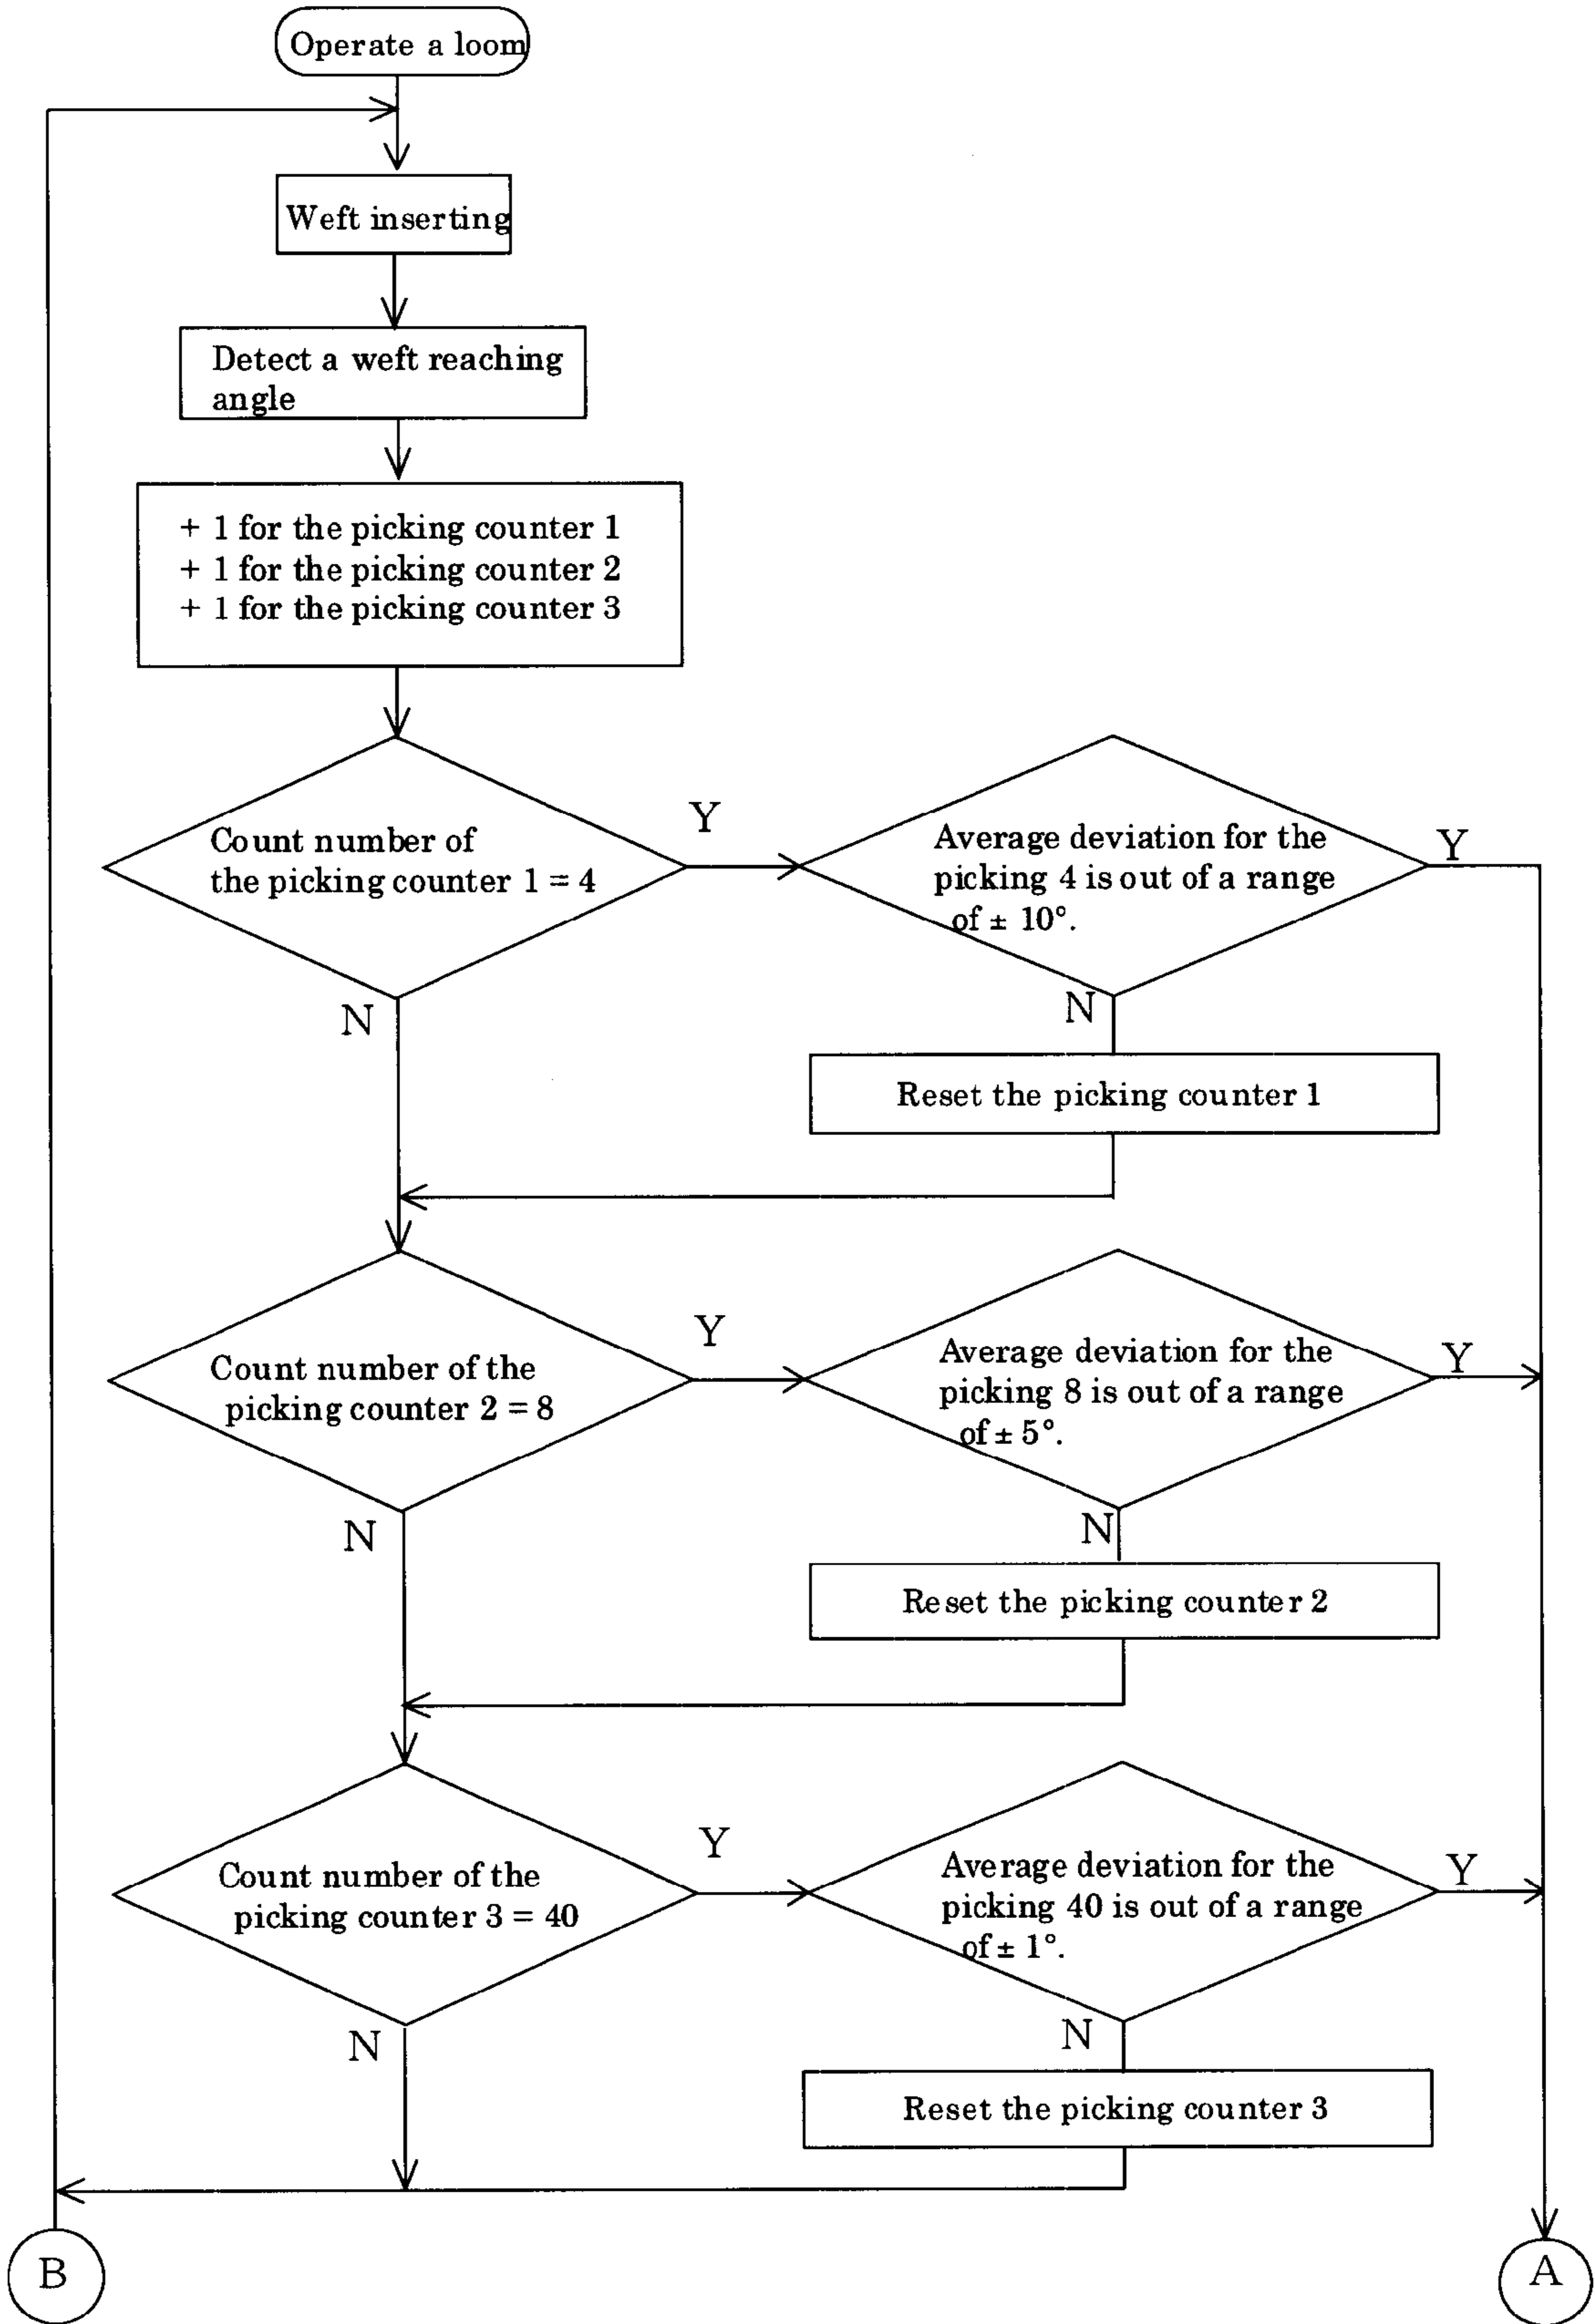 Operate a loom
Weft inserting
Detect a weft reaching
angle
+ 1 for the picking counter 1
+ 1 for the picking counter 2
+ 1 for the picking counter 3
Count number of
the picking counter 1 = 4
Y
Average deviation for the
picking 4 is out of a range
of ± 10°.
Y
N
N
Reset the picking counter 1
Count number of the
picking counter 2 = 8
Y
Average deviation for the
picking 8 is out of a range
of ± 5°.
Y
N
N
Reset the picking counter 2
Count number of the
picking counter 3 = 40
Y
Average deviation for the
picking 40 is out of a range
of ± 1°.
Y
N
N
Reset the picking counter 3
B
A